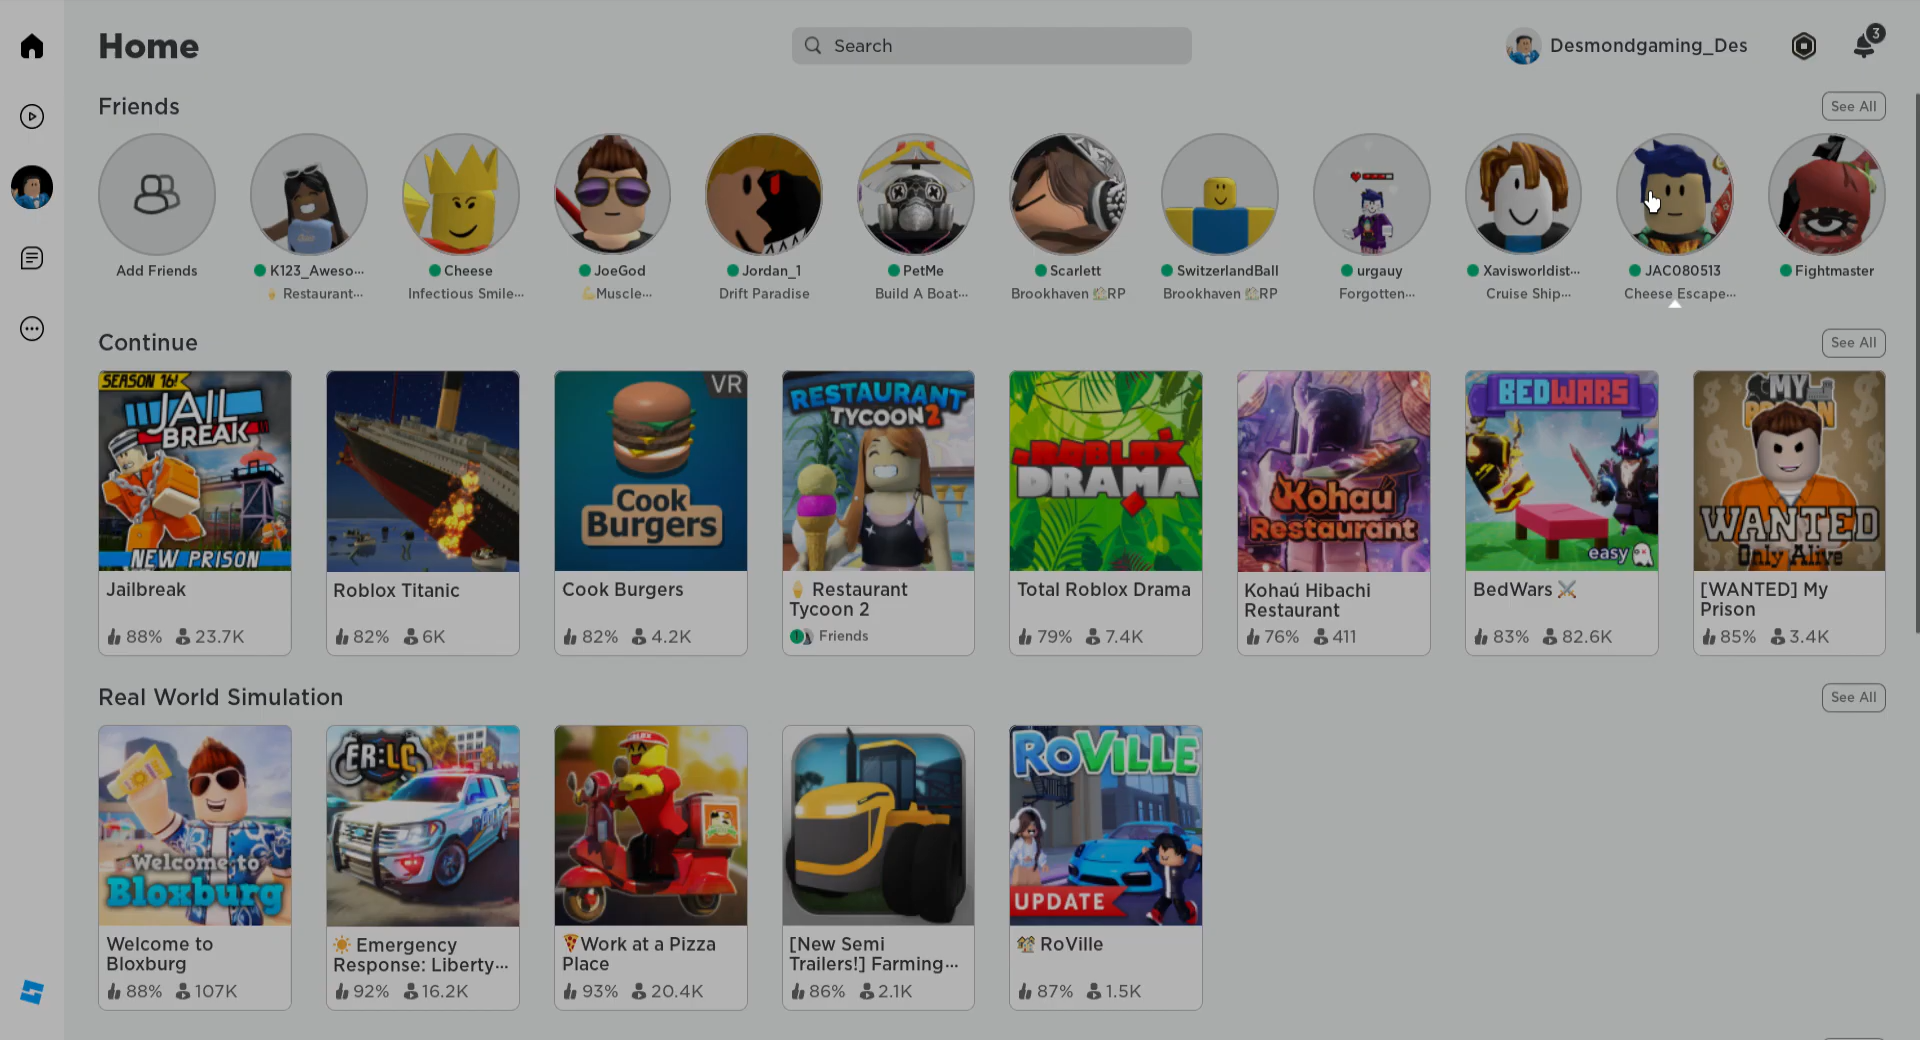 Home
Search
Desmondgaming_Des
3
Friends
See All
Add Friends
K123_Aweso...
Restaurant...
Cheese
Infectious Smile...
JoeGod
Muscle...
Jordan_1
Drift Paradise
PetMe
Build A Boat...
Scarlett
Brookhaven RP
SwitzerlandBall
Brookhaven RP
urgauy
Forgotten...
Xavisworldist...
Cruise Ship...
JAC080513
Cheese Escape...
Fightmaster
Continue
See All
SEASON 16!
JAIL
BREAK
NEW PRISON
VR
Cook
Burgers
RESTAURANT
TYCOON 2
ROBLOX
DRAMA
Kohaú
Restaurant
BEDWARS
easy
MY
PRISON
WANTED
Only Alive
Jailbreak
88% 23.7K
Roblox Titanic
82% 6K
Cook Burgers
82% 4.2K
Restaurant
Tycoon 2
Friends
Total Roblox Drama
79% 7.4K
Kohaú Hibachi
Restaurant
76% 411
BedWars ⚔️
83% 82.6K
[WANTED] My
Prison
85% 3.4K
Real World Simulation
See All
Welcome to
Bloxburg
ER:LC
ROVILLE
UPDATE
Welcome to
Bloxburg
88% 107K
☀️ Emergency
Response: Liberty...
92% 16.2K
🍕Work at a Pizza
Place
93% 20.4K
[New Semi
Trailers!] Farming...
86% 2.1K
🏘️ RoVille
87% 1.5K